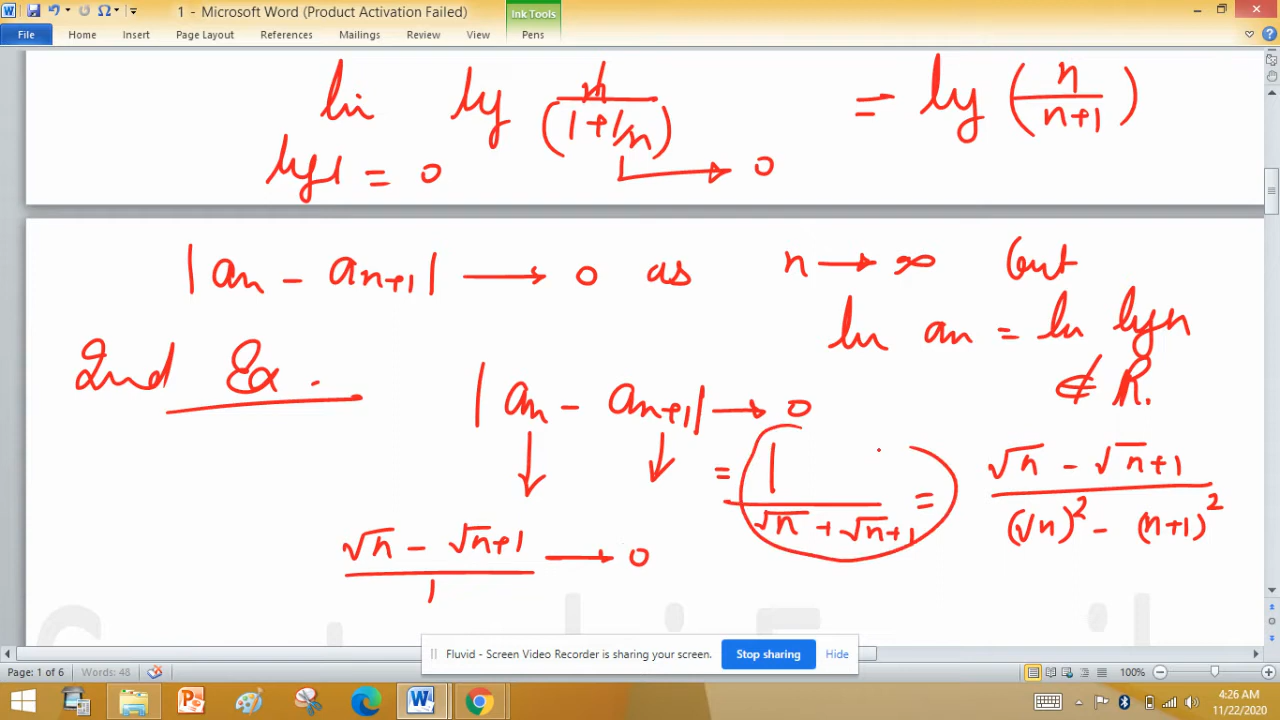 1 - Microsoft Word (Product Activation Failed)
Ink Tools
File Home Insert Page Layout References Mailings Review View Pens
lim log (n/n / (1+1/n)) = log (n/(n+1))
log 1 = 0 → 0
|an - an+1| → 0 as n → ∞ but
lim an = lim log n
∉ R.
2nd Ex.
|an - an+1| → 0
= 1/(√n + √n+1) = (√n - √n+1)/((√n)² - (n+1)²)
(√n - √n+1)/1 → 0
Fluvid - Screen Video Recorder is sharing your screen. Stop sharing Hide
Page: 1 of 6 Words: 48 100%
4:26 AM
11/22/2020